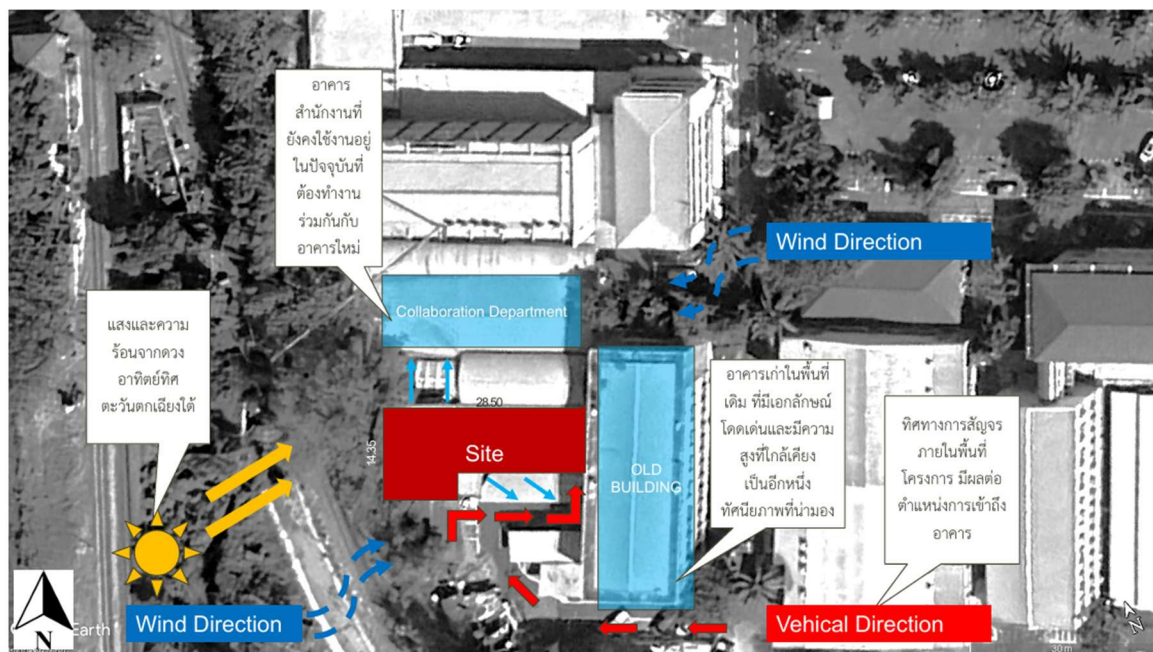 อาคาร
สำนักงานที่
ยังคงใช้งานอยู่
ในปัจจุบันที่
ต้องทำงาน
ร่วมกันกับ
อาคารใหม่
Wind Direction
แสงและความ
ร้อนจากดวง
อาทิตย์ทิศ
ตะวันตกเฉียงใต้
Collaboration Department
28.50
14.35
Site
OLD
BUILDING
อาคารเก่าในพื้นที่
เดิม ที่มีเอกลักษณ์
โดดเด่นและมีความ
สูงที่ใกล้เคียง
เป็นอีกหนึ่ง
ทัศนียภาพที่น่ามอง
ทิศทางการสัญจร
ภายในพื้นที่
โครงการ มีผลต่อ
ตำแหน่งการเข้าถึง
อาคาร
N
Earth
Wind Direction
Vehical Direction
N
30 m